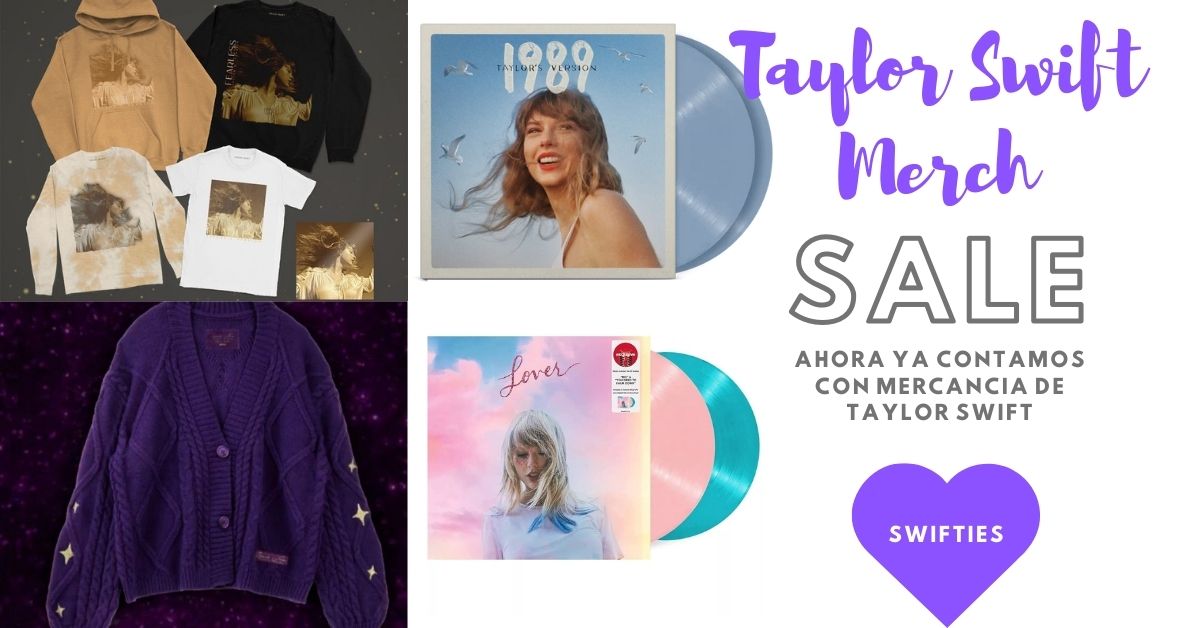 FEARLESS
1989
TAYLOR'S VERSION
Lover
Taylor Swift
Merch
SALE
AHORA YA CONTAMOS
CON MERCANCIA DE
TAYLOR SWIFT
SWIFTIES